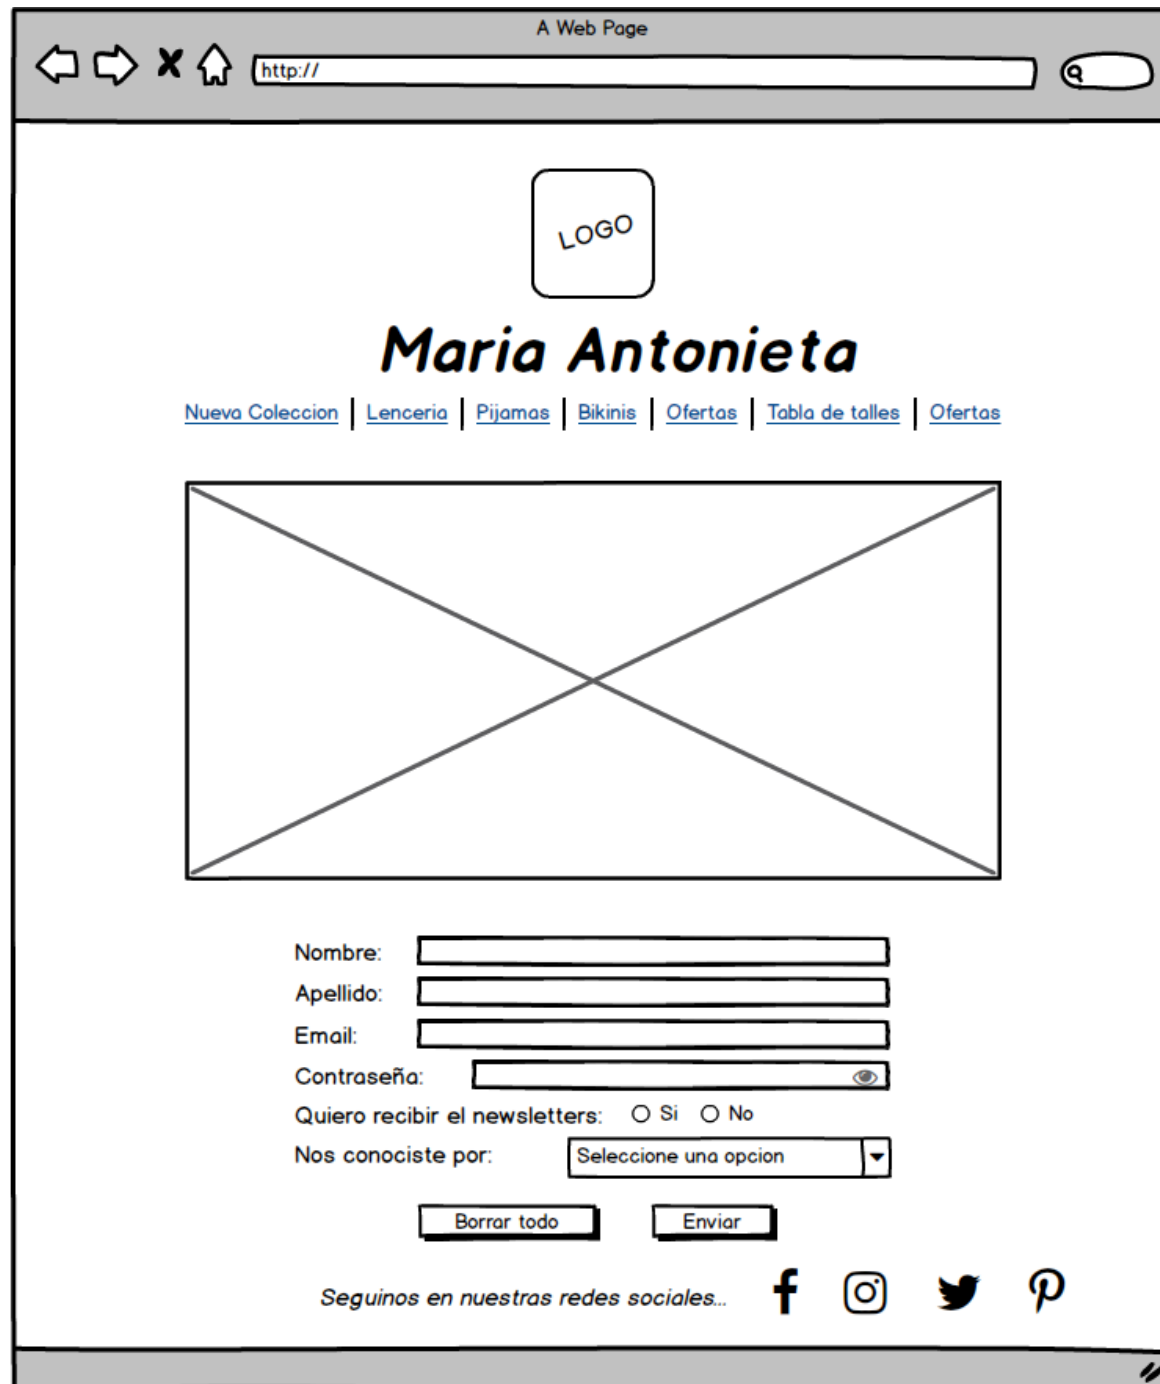 A Web Page
http://
LOGO
Maria Antonieta
Nueva Coleccion | Lenceria | Pijamas | Bikinis | Ofertas | Tabla de talles | Ofertas
Nombre:
Apellido:
Email:
Contraseña:
Quiero recibir el newsletters: Si No
Nos conociste por: Seleccione una opcion
Borrar todo Enviar
Seguinos en nuestras redes sociales...